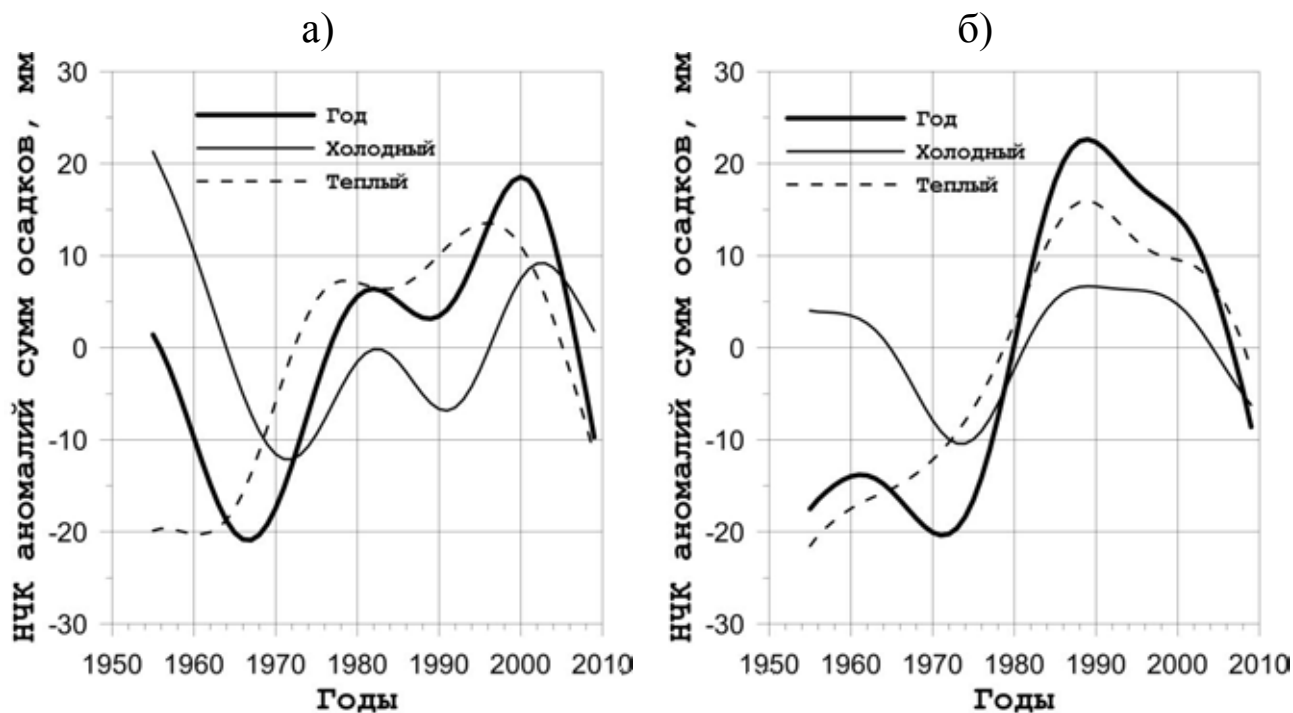 а)
НЧК аномалий сумм осадков, мм
30
20
10
0
-10
-20
-30
Год
Холодный
Теплый
1950 1960 1970 1980 1990 2000 2010
Годы
б)
НЧК аномалий сумм осадков, мм
30
20
10
0
-10
-20
-30
Год
Холодный
Теплый
1950 1960 1970 1980 1990 2000 2010
Годы